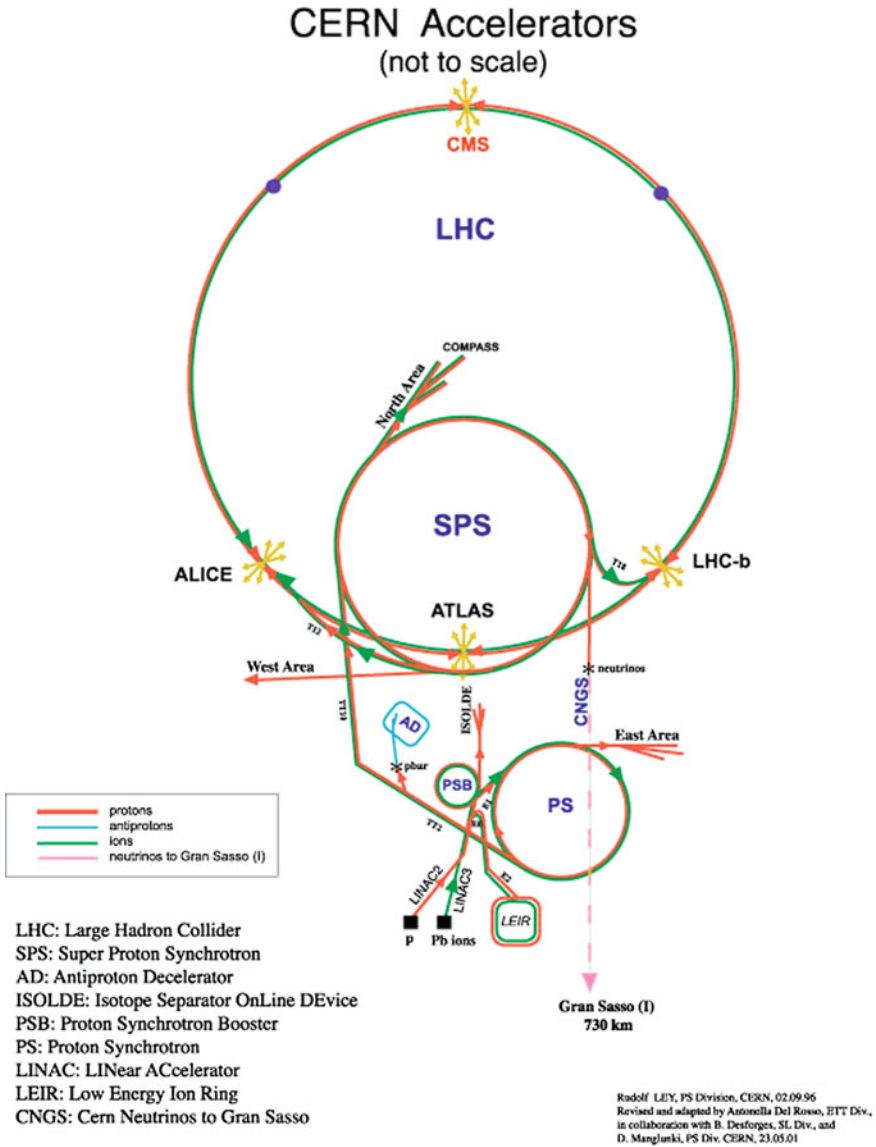 CERN Accelerators
(not to scale)
CMS
LHC
COMPASS
North Area
SPS
ALICE
LHC-b
ATLAS
West Area
neutrinos
CNGS
ISOLDE
AD
East Area
pbar
PSB
PS
TT2
E2
LINAC2
LINAC3
LEIR
p
Pb ions
protons
antiprotons
ions
neutrinos to Gran Sasso (I)
Gran Sasso (I)
730 km
LHC: Large Hadron Collider
SPS: Super Proton Synchrotron
AD: Antiproton Decelerator
ISOLDE: Isotope Separator OnLine DEvice
PSB: Proton Synchrotron Booster
PS: Proton Synchrotron
LINAC: LINear ACcelerator
LEIR: Low Energy Ion Ring
CNGS: Cern Neutrinos to Gran Sasso
Rudolf LEY, PS Division, CERN, 02.09.96
Revised and adapted by Antonella Del Rosso, ETT Div.,
in collaboration with B. Desforges, SL Div., and
D. Manglunki, PS Div. CERN, 23.05.01